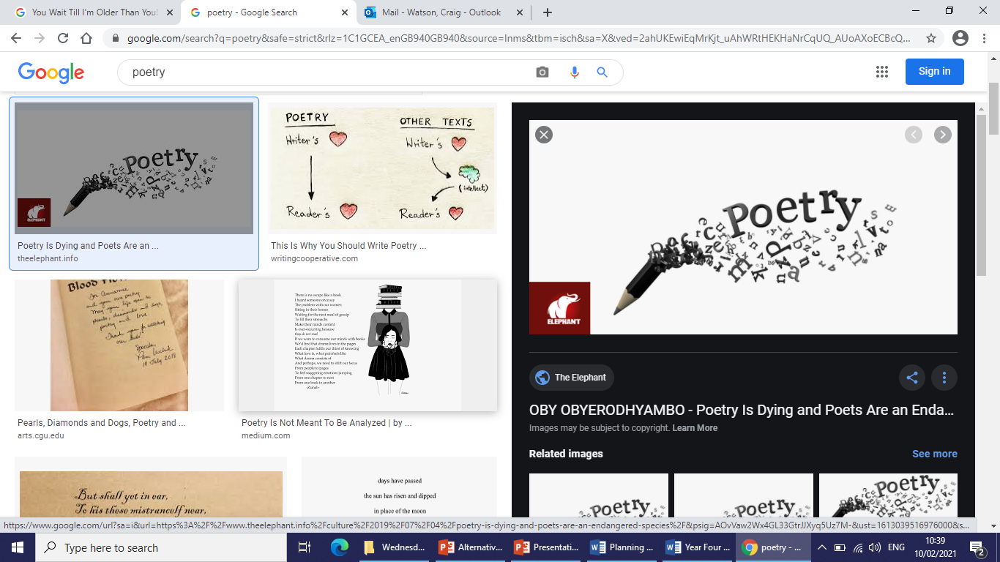 You Wait Till I'm Older Than You!
poetry - Google Search
Mail - Watson, Craig - Outlook
google.com/search?q=poetry&safe=strict&rlz=1C1GCEA_enGB940GB940&source=lnms&tbm=isch&sa=X&ved=2ahUKEwiEqMrKjt_uAhWRtHEKHaNrCqUQ_AUoAXoECBcQ...
Google
poetry
Sign in
Poetry
ELEPHANT
Poetry Is Dying and Poets Are an ...
theelephant.info
POETRY
Writer's
Reader's
OTHER TEXTS
Writer's
(intellect)
Reader's
This Is Why You Should Write Poetry ...
writingcooperative.com
Blood
and
poetry and love.
Thank you for
18 July 2018
Pearls, Diamonds and Dogs, Poetry and ...
arts.cgu.edu
There is no escape like a book
I heard someone once say
The problem with our women
Sitting in their homes
Waiting for the next meal of gossip
To fill their stomachs
Make their minds content
Is ever-occurring because
they do not read
If we were to consume our minds with books
We'd find that drama lives in the pages
Each chapter fulfils our thirst of knowing
What love is, what pain feels like
What drama consists of
And perhaps, we need to shift our focus
From people to pages
To feel staggering emotions jumping
From one chapter to next
From one book to another
-Zainab-
Poetry Is Not Meant To Be Analyzed | by ...
medium.com
But shall yet in ear,
To his these mistrancelf near,
days have passed
the sun has risen and dipped
in place of the moon
Poetry
ELEPHANT
The Elephant
OBY OBYERODHYAMBO - Poetry Is Dying and Poets Are an Enda...
Images may be subject to copyright. Learn More
Related images
See more
Poetry
Poetry
Poetry
https://www.google.com/url?sa=i&url=https%3A%2F%2Fwww.theelephant.info%2Fculture%2F2019%2F07%2F04%2Fpoetry-is-dying-and-poets-are-an-endangered-species%2F&psig=AOvVaw2Wx4GL33GtrJJXyq5Uz7M-&ust=1613039516976000&s...
Type here to search
Wednesd...
Alternativ...
Presentati...
Planning ...
Year Four ...
poetry - ...
ENG
10:39
10/02/2021
2